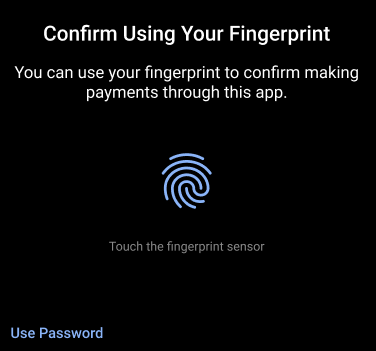 Confirm Using Your Fingerprint
You can use your fingerprint to confirm making
payments through this app.
Touch the fingerprint sensor
Use Password